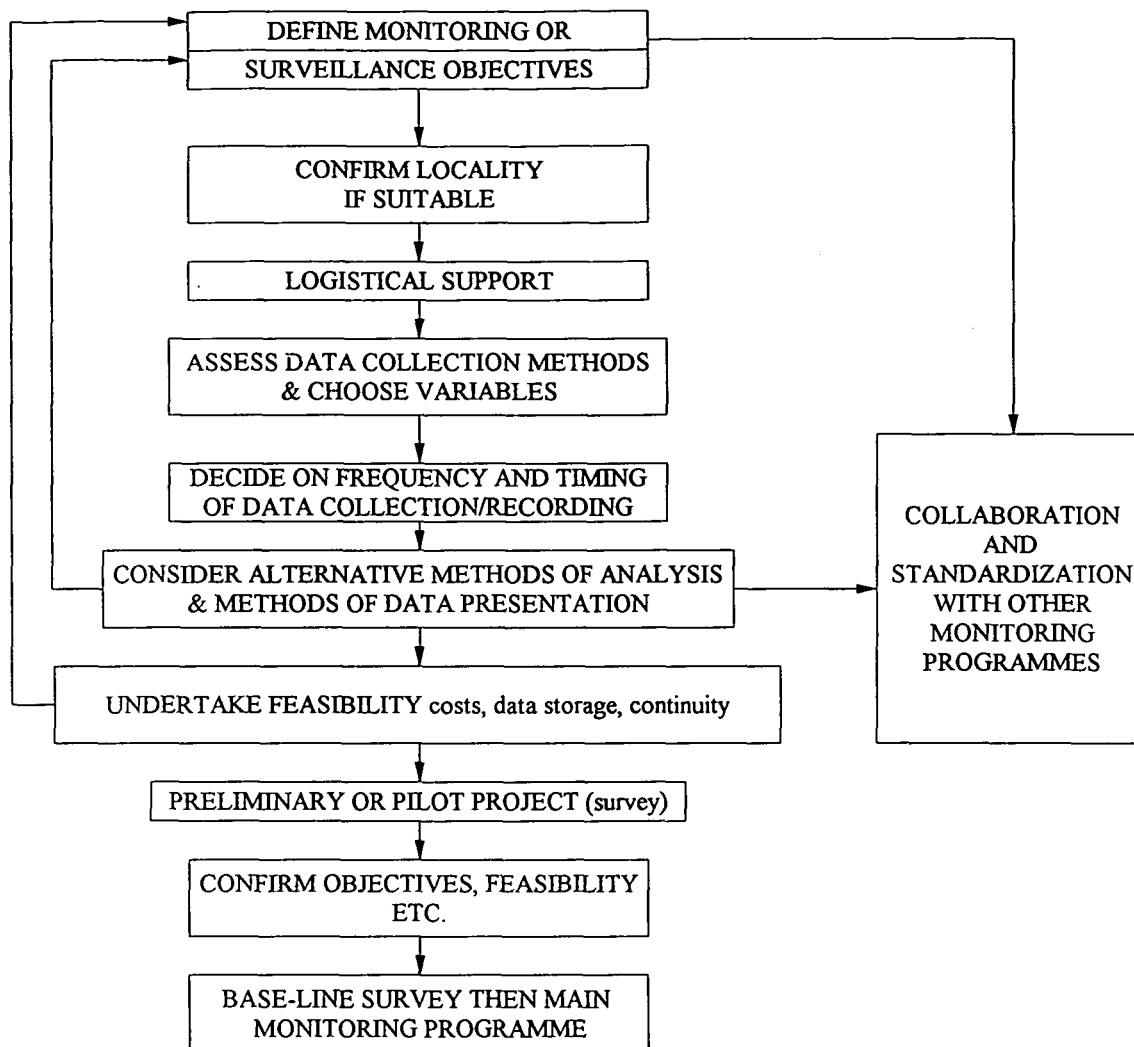 DEFINE MONITORING OR
SURVEILLANCE OBJECTIVES
CONFIRM LOCALITY
IF SUITABLE
LOGISTICAL SUPPORT
ASSESS DATA COLLECTION METHODS
& CHOOSE VARIABLES
DECIDE ON FREQUENCY AND TIMING
OF DATA COLLECTION/RECORDING
CONSIDER ALTERNATIVE METHODS OF ANALYSIS
& METHODS OF DATA PRESENTATION
UNDERTAKE FEASIBILITY costs, data storage, continuity
PRELIMINARY OR PILOT PROJECT (survey)
CONFIRM OBJECTIVES, FEASIBILITY
ETC.
BASE-LINE SURVEY THEN MAIN
MONITORING PROGRAMME
COLLABORATION
AND
STANDARDIZATION
WITH OTHER
MONITORING
PROGRAMMES